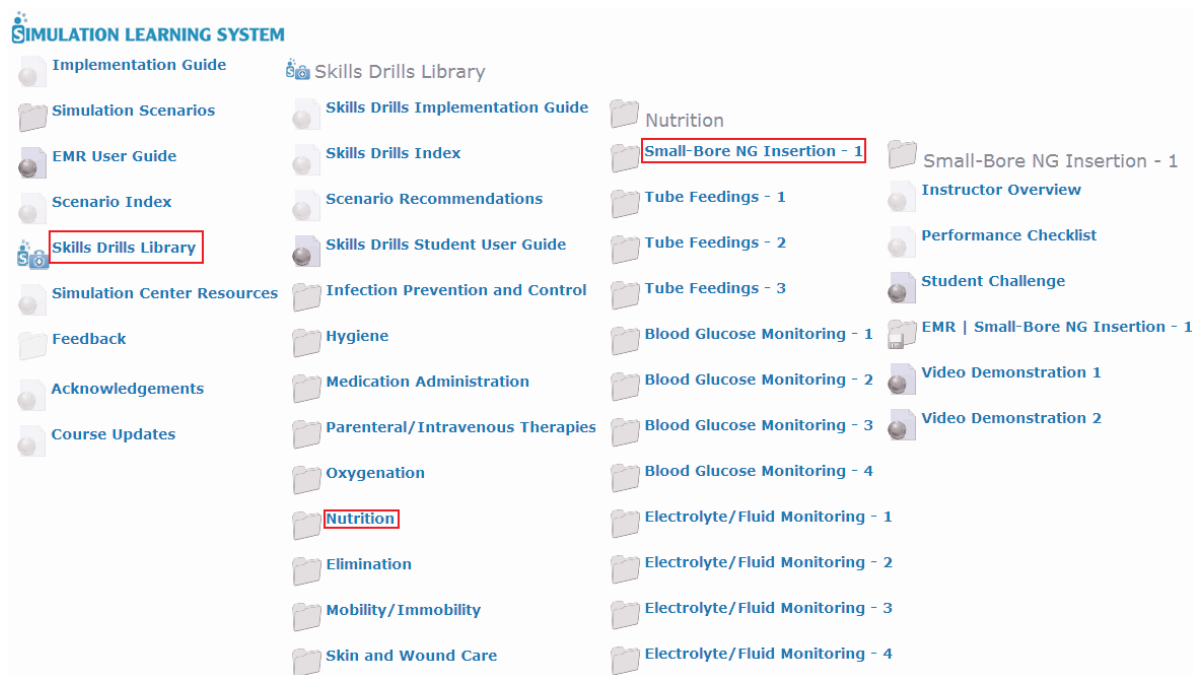 SIMULATION LEARNING SYSTEM
Implementation Guide
Simulation Scenarios
EMR User Guide
Scenario Index
Skills Drills Library
Simulation Center Resources
Feedback
Acknowledgements
Course Updates
Skills Drills Library
Skills Drills Implementation Guide
Skills Drills Index
Scenario Recommendations
Skills Drills Student User Guide
Infection Prevention and Control
Hygiene
Medication Administration
Parenteral/Intravenous Therapies
Oxygenation
Nutrition
Elimination
Mobility/Immobility
Skin and Wound Care
Nutrition
Small-Bore NG Insertion - 1
Tube Feedings - 1
Tube Feedings - 2
Tube Feedings - 3
Blood Glucose Monitoring - 1
Blood Glucose Monitoring - 2
Blood Glucose Monitoring - 3
Blood Glucose Monitoring - 4
Electrolyte/Fluid Monitoring - 1
Electrolyte/Fluid Monitoring - 2
Electrolyte/Fluid Monitoring - 3
Electrolyte/Fluid Monitoring - 4
Small-Bore NG Insertion - 1
Instructor Overview
Performance Checklist
Student Challenge
EMR | Small-Bore NG Insertion - 1
Video Demonstration 1
Video Demonstration 2